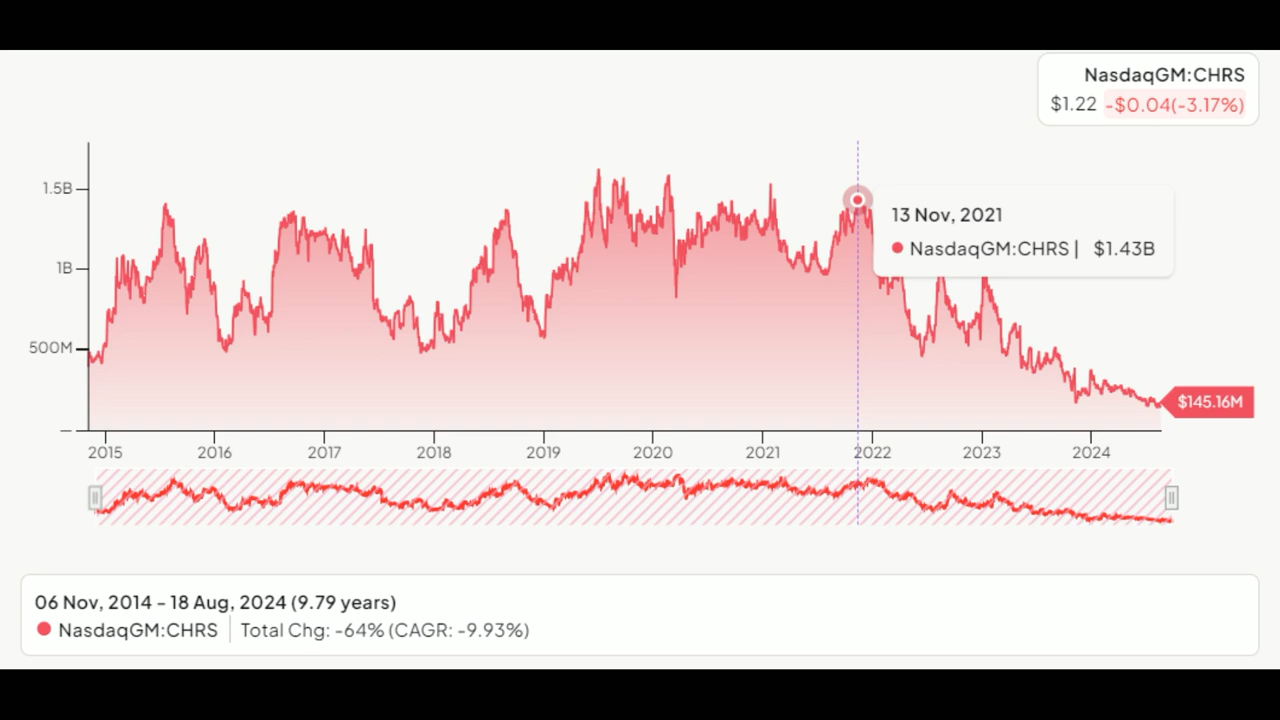 NasdaqGM:CHRS
$1.22 -$0.04(-3.17%)
1.5B
1B
500M
—
13 Nov, 2021
NasdaqGM:CHRS | $1.43B
$145.16M
2015 2016 2017 2018 2019 2020 2021 2022 2023 2024
06 Nov, 2014 - 18 Aug, 2024 (9.79 years)
NasdaqGM:CHRS Total Chg: -64% (CAGR: -9.93%)